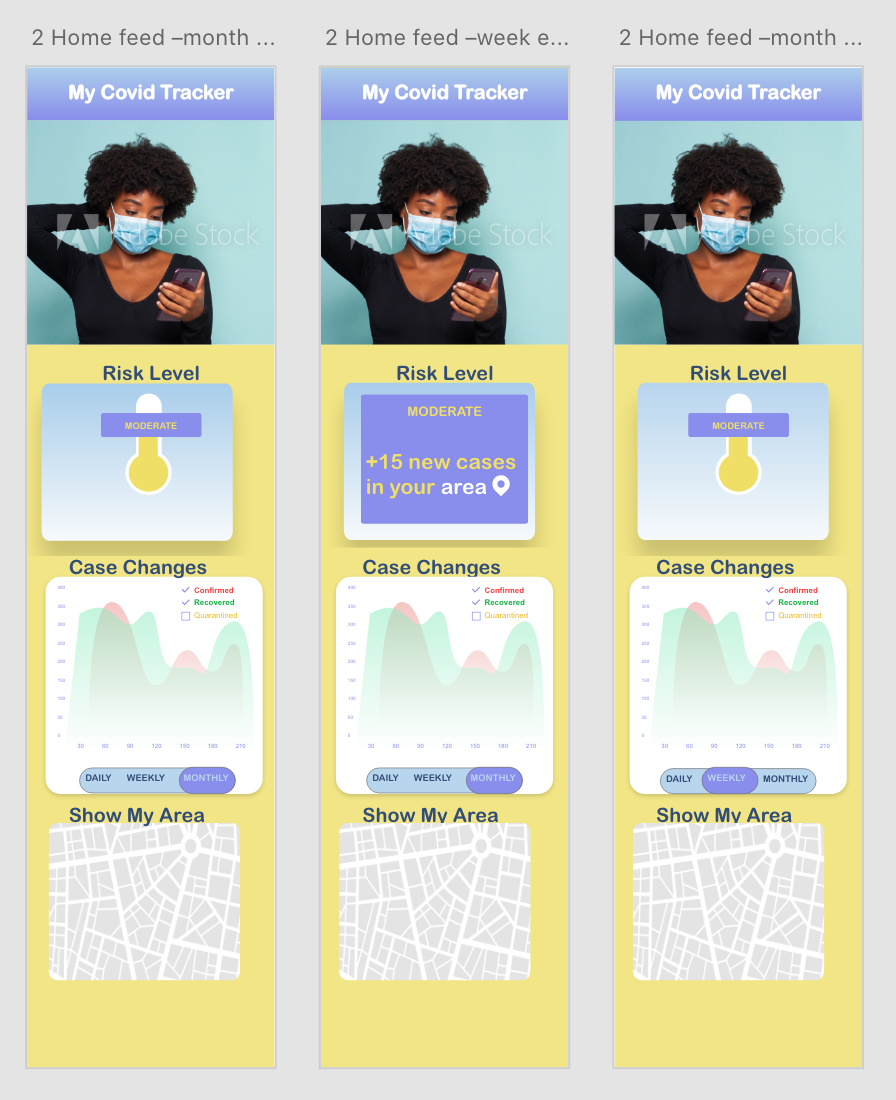 2 Home feed –month ...
My Covid Tracker
Adobe Stock
Risk Level
MODERATE
Case Changes
400
350
300
250
200
150
100
50
0
Confirmed
Recovered
Quarantined
30 60 90 120 150 180 210
DAILY WEEKLY MONTHLY
Show My Area
2 Home feed –week e...
My Covid Tracker
Adobe Stock
Risk Level
MODERATE
+15 new cases
in your area
Case Changes
400
350
300
250
200
150
100
50
0
Confirmed
Recovered
Quarantined
30 60 90 120 150 180 210
DAILY WEEKLY MONTHLY
Show My Area
2 Home feed –month ...
My Covid Tracker
Adobe Stock
Risk Level
MODERATE
Case Changes
400
350
300
250
200
150
100
50
0
Confirmed
Recovered
Quarantined
30 60 90 120 150 180 210
DAILY WEEKLY MONTHLY
Show My Area